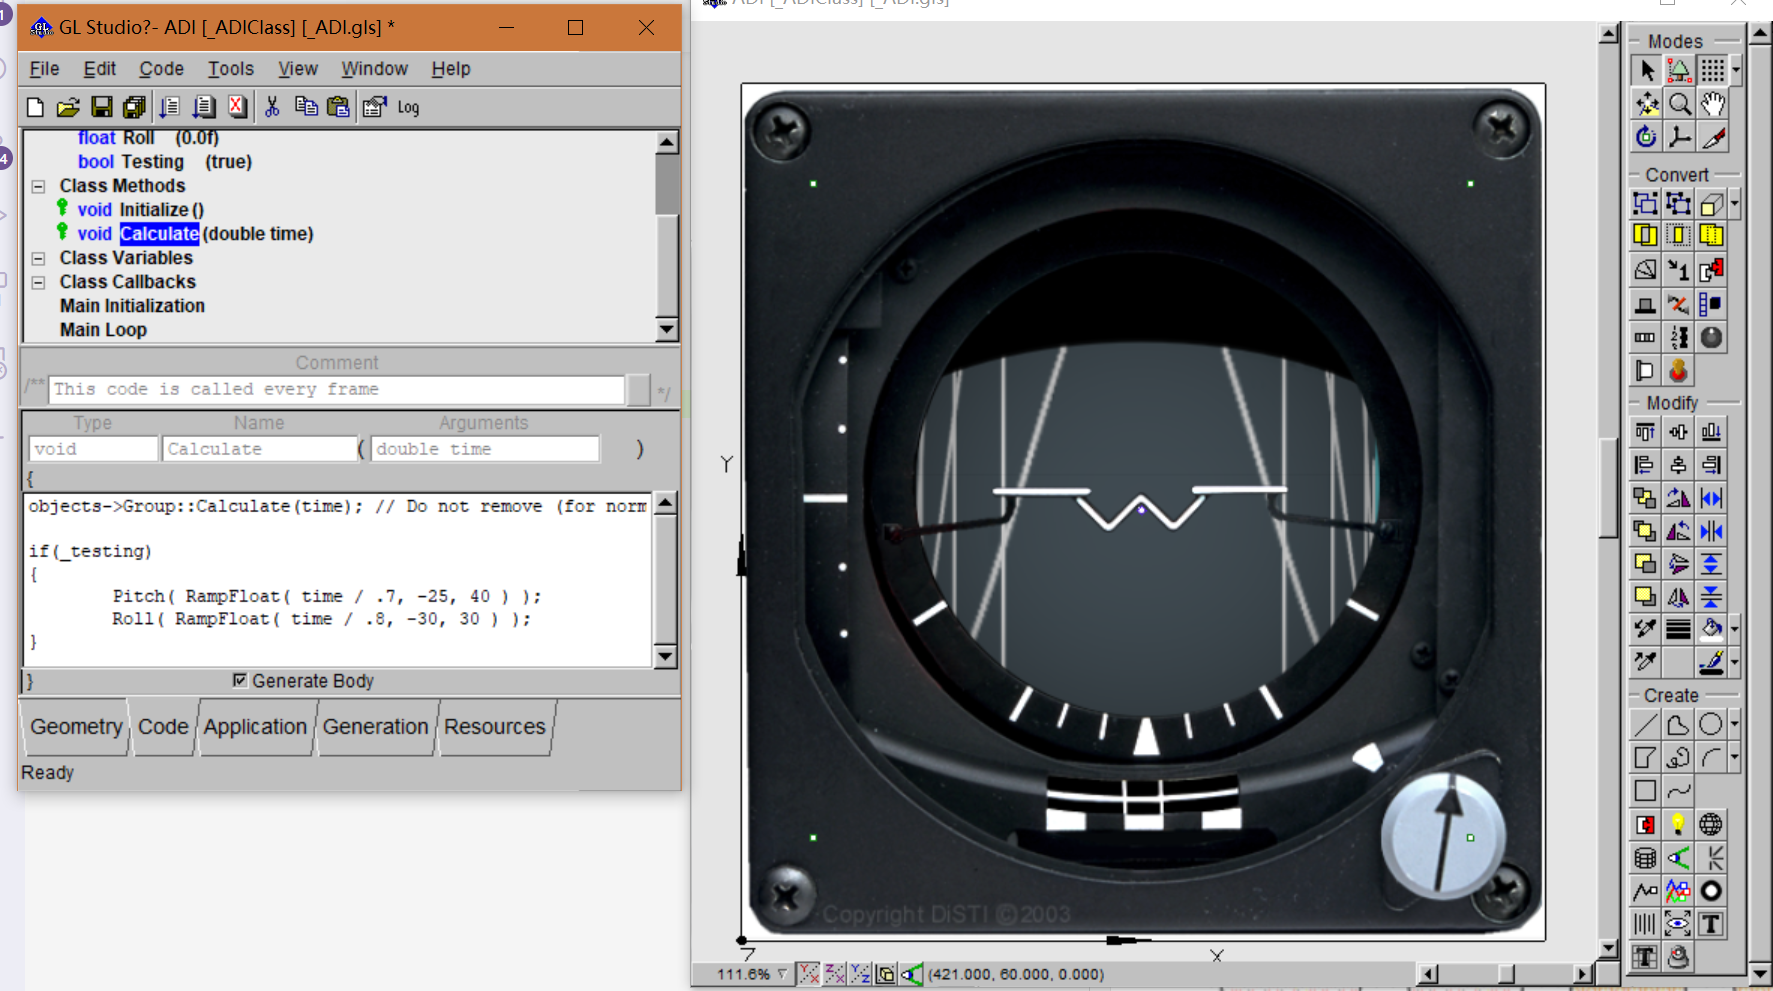 GL Studio?- ADI [_ADIClass] [_ADI.gls] *
File Edit Code Tools View Window Help
Log
float Roll (0.0f)
bool Testing (true)
Class Methods
void Initialize ()
void Calculate (double time)
Class Variables
Class Callbacks
Main Initialization
Main Loop
Comment
/** This code is called every frame */
Type Name Arguments
void Calculate ( double time )
{
objects->Group::Calculate(time); // Do not remove (for norm
if(_testing)
{
Pitch( RampFloat( time / .7, -25, 40 ) );
Roll( RampFloat( time / .8, -30, 30 ) );
}
} Generate Body
Geometry Code Application Generation Resources
Ready
ADI [_ADIClass] [_ADI.gls]
Y
Copyright DiSTI ©2003
Z
X
111.6% Y/X Z/X Y/Z (421.000, 60.000, 0.000)
Modes
Convert
1
Modify
Create
T
T
4